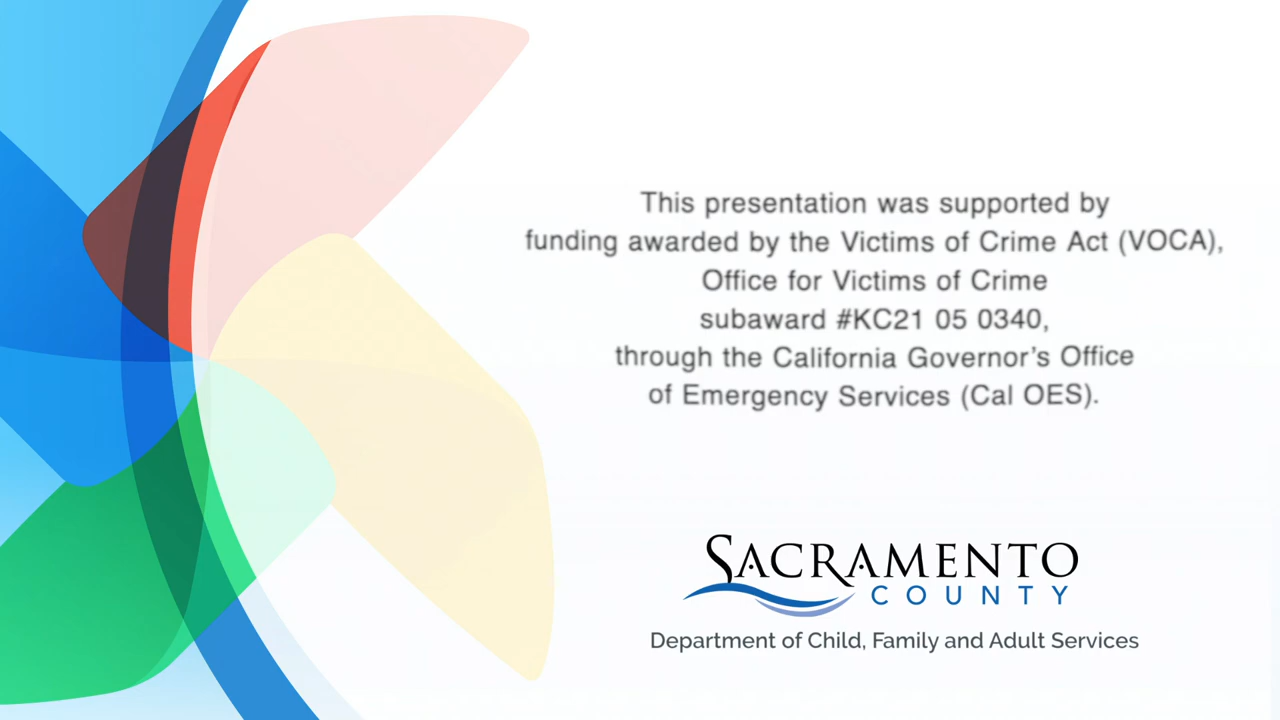 This presentation was supported by
funding awarded by the Victims of Crime Act (VOCA),
Office for Victims of Crime
subaward #KC21 05 0340,
through the California Governor's Office
of Emergency Services (Cal OES).
SACRAMENTO
COUNTY
Department of Child, Family and Adult Services